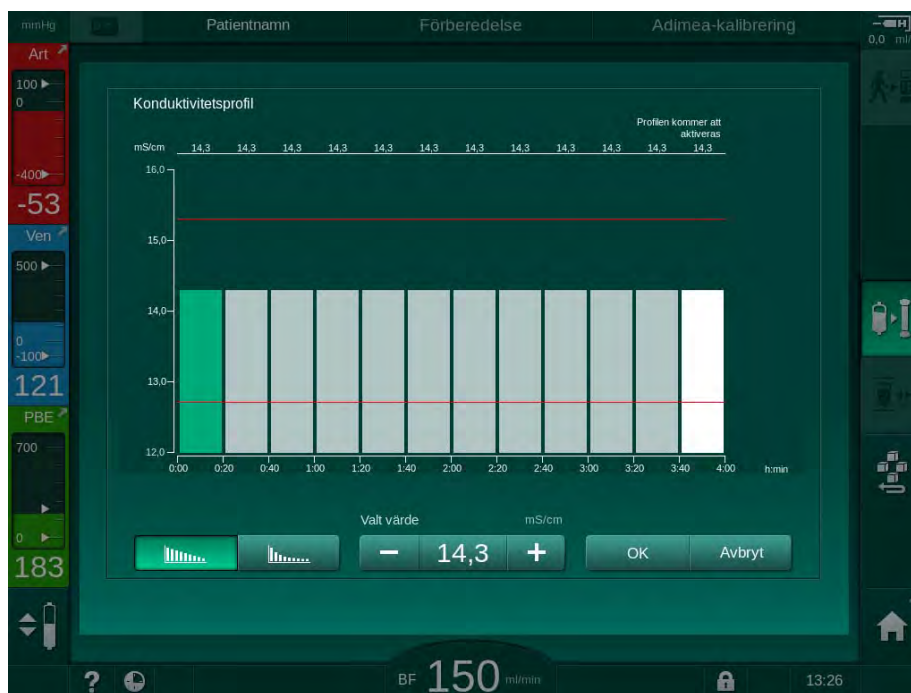 mmHg Patientnamn Förberedelse Adimea-kalibrering
0,0 ml/
Art
100
0
-400
-53
Ven
500
0
-100
121
PBE
700
0
183
Konduktivitetsprofil
Profilen kommer att
aktiveras
mS/cm 14,3 14,3 14,3 14,3 14,3 14,3 14,3 14,3 14,3 14,3 14,3 14,3
16,0
15,0
14,0
13,0
12,0
0:00 0:20 0:40 1:00 1:20 1:40 2:00 2:20 2:40 3:00 3:20 3:40 4:00 h:min
Valt värde mS/cm
− 14,3 + OK Avbryt
? BF 150 ml/min 13:26